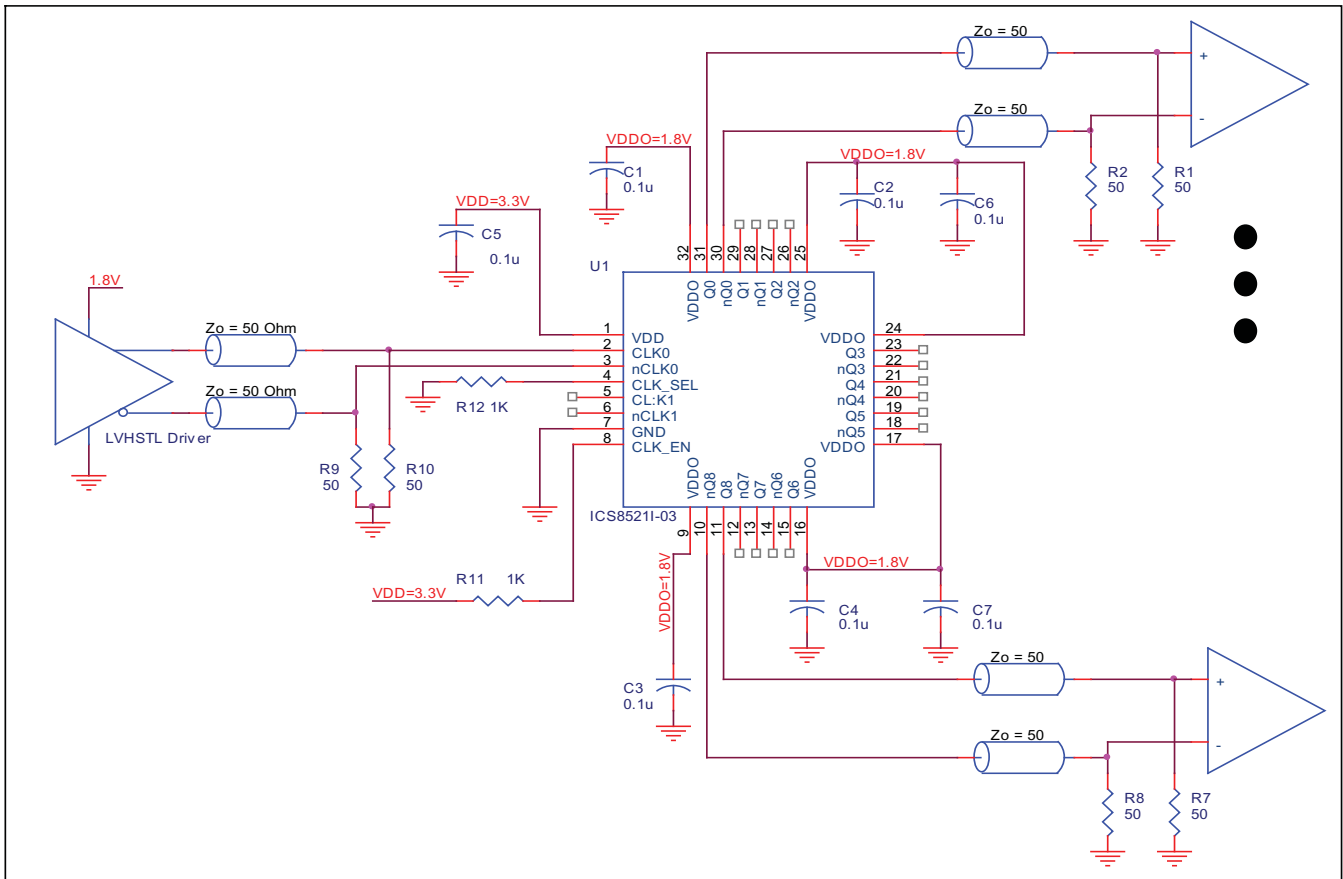 Zo = 50
+
Zo = 50
-
R2
50
R1
50
VDDO=1.8V
C1
0.1u
VDDO=1.8V
C2
0.1u
C6
0.1u
VDD=3.3V
C5
0.1u
U1
32
31
30
29
28
27
26
25
VDDO
Q0
nQ0
Q1
nQ1
Q2
nQ2
VDDO
1.8V
Zo = 50 Ohm
Zo = 50 Ohm
LVHSTL Driver
R9
50
R10
50
R12 1K
1
VDD
2
CLK0
3
nCLK0
4
CLK_SEL
5
CL:K1
6
nCLK1
7
GND
8
CLK_EN
24
VDDO
23
Q3
22
nQ3
21
Q4
20
nQ4
19
Q5
18
nQ5
17
VDDO
VDDO
nQ8
Q8
nQ7
Q7
nQ6
Q6
VDDO
ICS8521I-03
9
10
11
12
13
14
15
16
VDD=3.3V
R11 1K
VDDO=1.8V
C3
0.1u
VDDO=1.8V
C4
0.1u
C7
0.1u
Zo = 50
+
Zo = 50
-
R8
50
R7
50